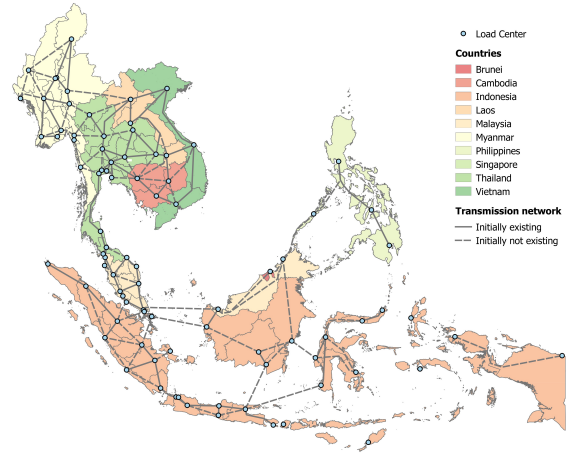 Load Center
Countries
Brunei
Cambodia
Indonesia
Laos
Malaysia
Myanmar
Philippines
Singapore
Thailand
Vietnam
Transmission network
Initially existing
Initially not existing